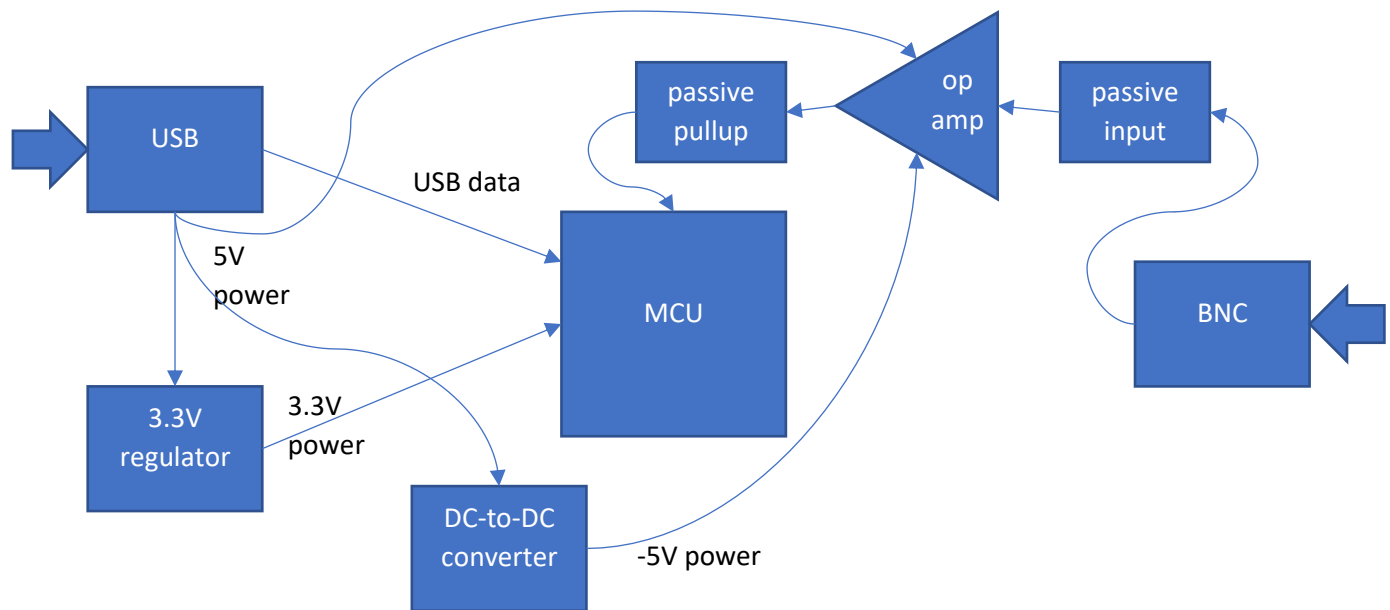 op
amp
passive
pullup
passive
input
USB
USB data
5V
power
MCU
BNC
3.3V
regulator
3.3V
power
DC-to-DC
converter
-5V power